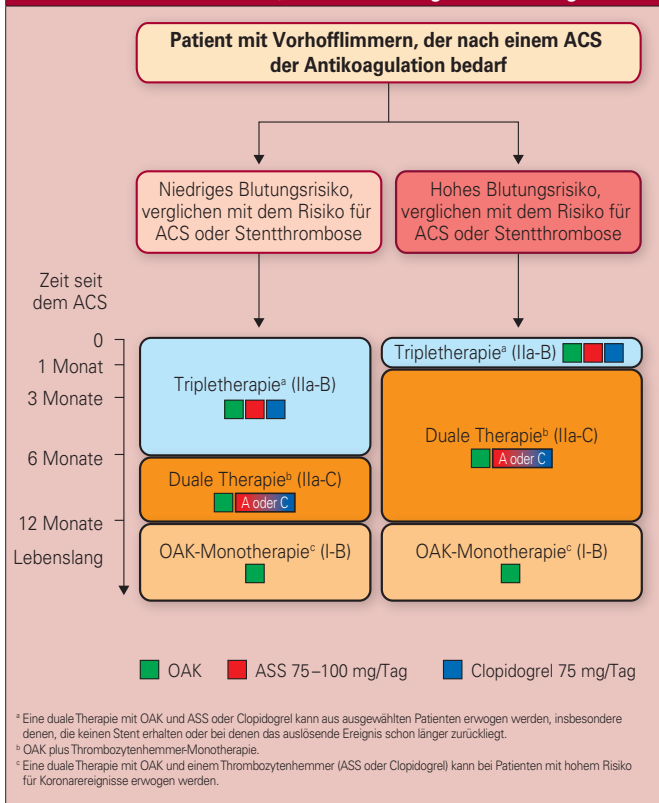 Patient mit Vorhofflimmern, der nach einem ACS
der Antikoagulation bedarf
Niedriges Blutungsrisiko,
verglichen mit dem Risiko für
ACS oder Stentthrombose
Hohes Blutungsrisiko,
verglichen mit dem Risiko für
ACS oder Stentthrombose
Zeit seit
dem ACS
0
1 Monat
3 Monate
6 Monate
12 Monate
Lebenslang
Tripletherapieᵃ (IIa-B)
Duale Therapieᵇ (IIa-C)
A oder C
OAK-Monotherapieᶜ (I-B)
Tripletherapieᵃ (IIa-B)
Duale Therapieᵇ (IIa-C)
A oder C
OAK-Monotherapieᶜ (I-B)
OAK ASS 75–100 mg/Tag Clopidogrel 75 mg/Tag
ᵃ Eine duale Therapie mit OAK und ASS oder Clopidogrel kann aus ausgewählten Patienten erwogen werden, insbesondere
denen, die keinen Stent erhalten oder bei denen das auslösende Ereignis schon länger zurückliegt.
ᵇ OAK plus Thrombozytenhemmer-Monotherapie.
ᶜ Eine duale Therapie mit OAK und einem Thrombozytenhemmer (ASS oder Clopidogrel) kann bei Patienten mit hohem Risiko
für Koronarereignisse erwogen werden.